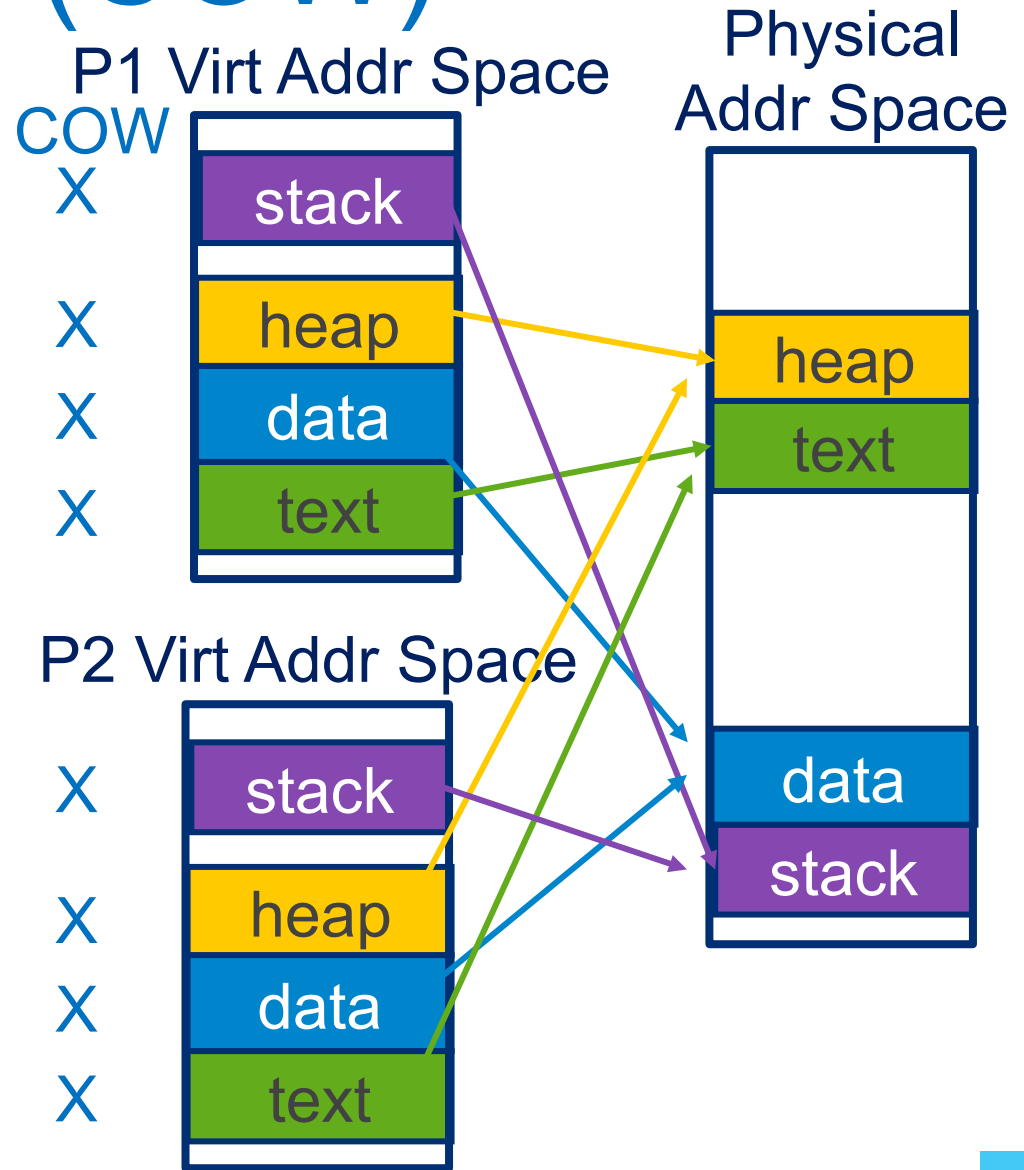 (COW)
P1 Virt Addr Space
COW
X stack
X heap
X data
X text
P2 Virt Addr Space
X stack
X heap
X data
X text
Physical
Addr Space
heap
text
data
stack